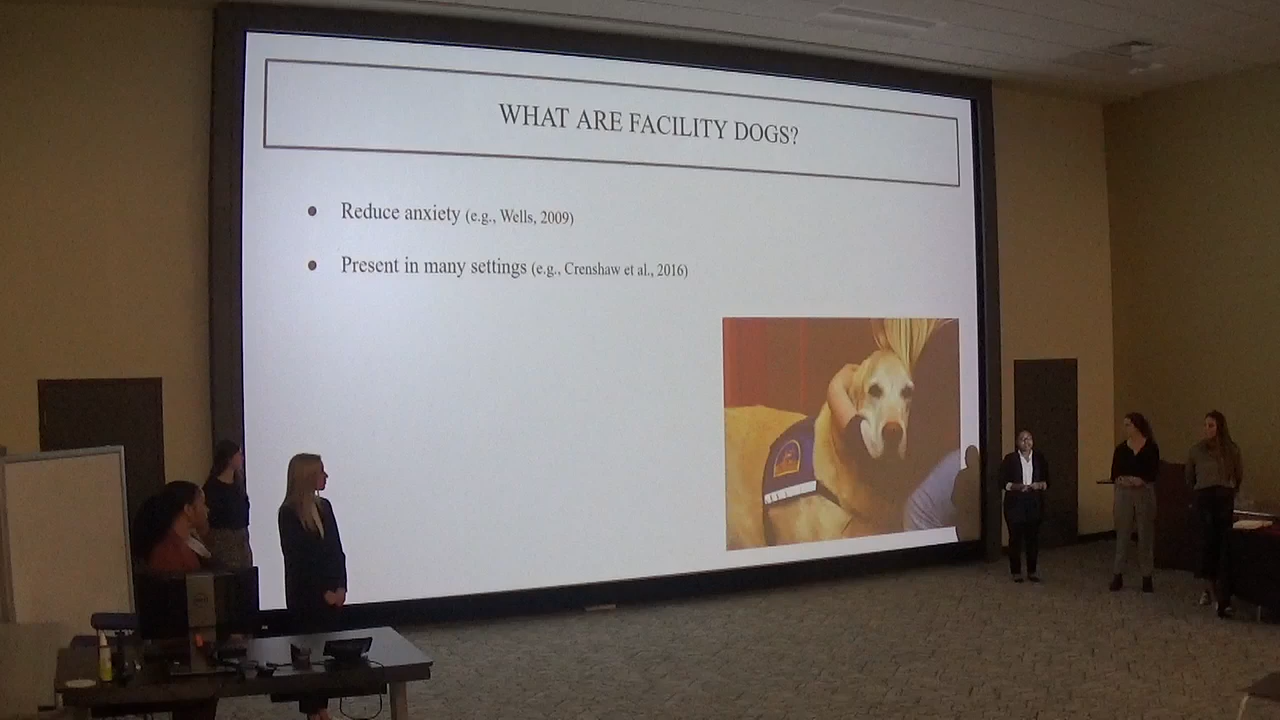 WHAT ARE FACILITY DOGS?
● Reduce anxiety (e.g., Wells, 2009)
● Present in many settings (e.g., Crenshaw et al., 2016)